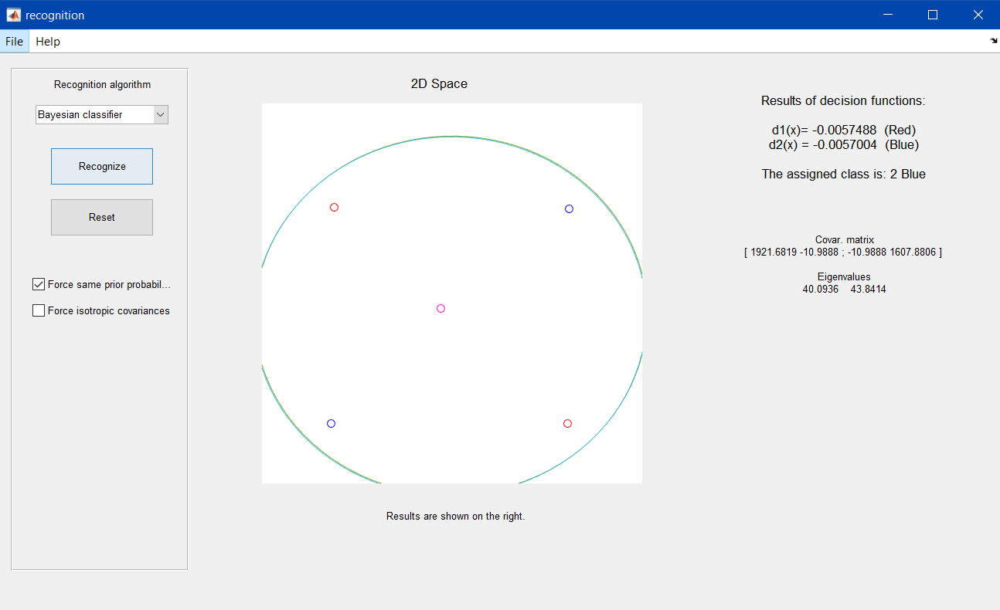 recognition
File Help
Recognition algorithm
Bayesian classifier
Recognize
Reset
Force same prior probabil...
Force isotropic covariances
2D Space
Results are shown on the right.
Results of decision functions:
d1(x)= -0.0057488 (Red)
d2(x) = -0.0057004 (Blue)
The assigned class is: 2 Blue
Covar. matrix
[ 1921.6819 -10.9888 ; -10.9888 1607.8806 ]
Eigenvalues
40.0936 43.8414